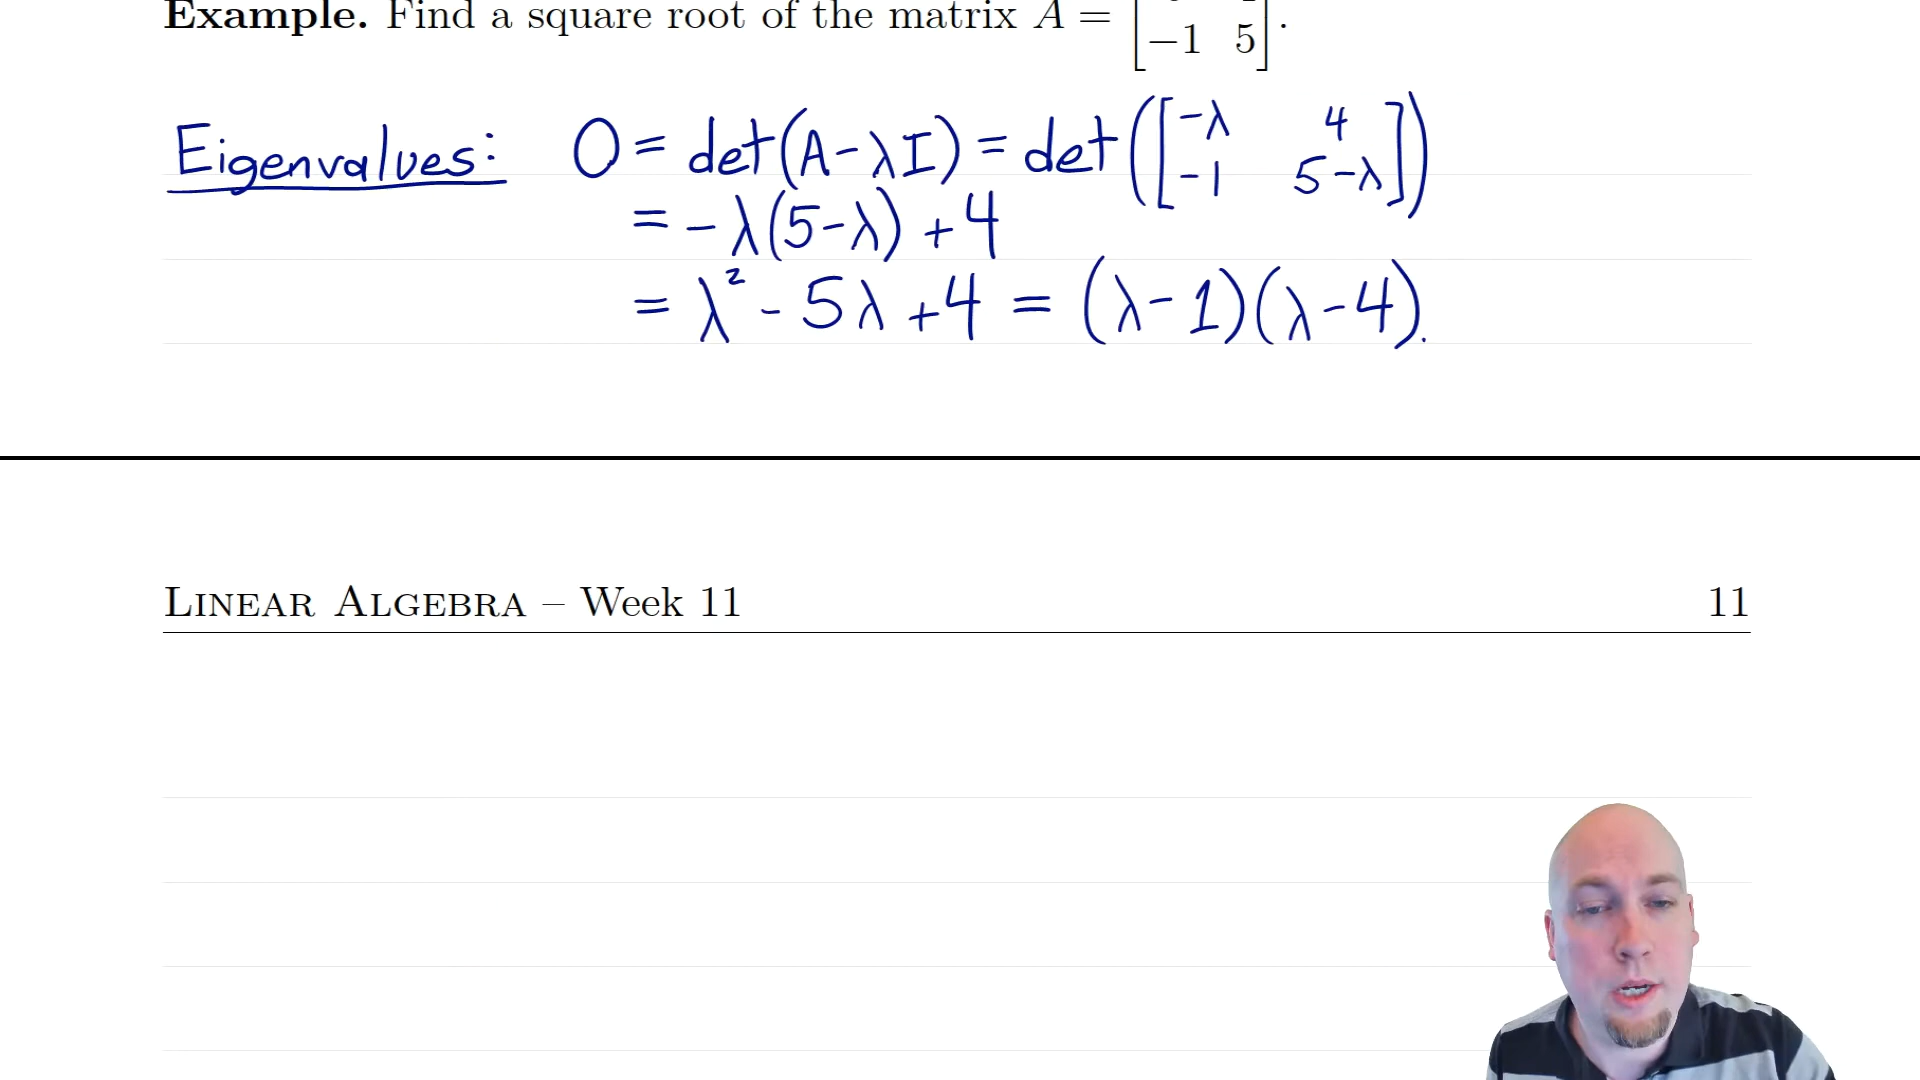 Example. Find a square root of the matrix A = [
−1 5].
Eigenvalues: 0 = det(A-λI) = det([-λ 4
-1 5-λ])
= -λ(5-λ) +4
= λ² - 5λ +4 = (λ-1)(λ-4).
LINEAR ALGEBRA – Week 11 11